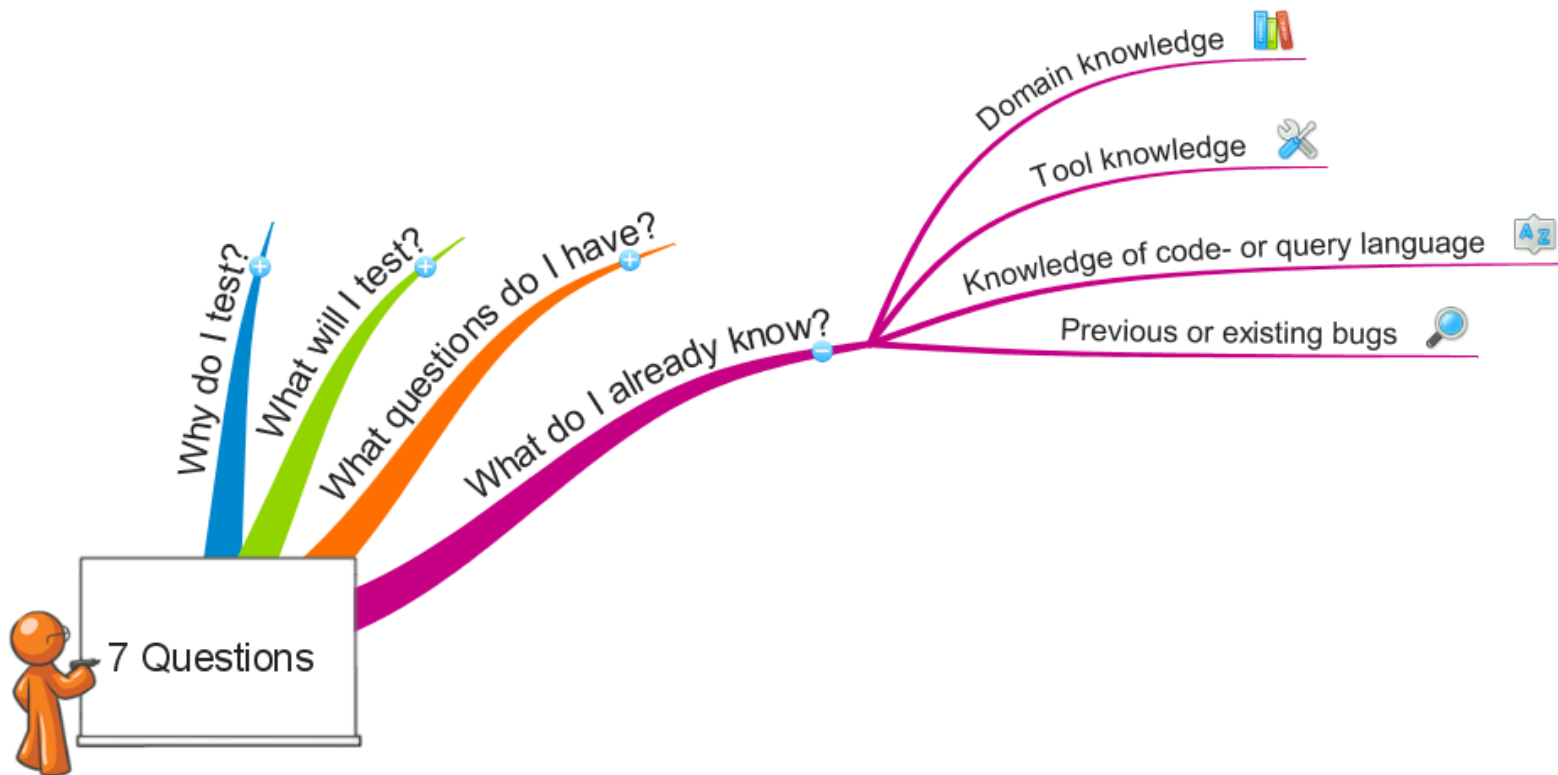 7 Questions
Why do I test?
What will I test?
What questions do I have?
What do I already know?
Domain knowledge
Tool knowledge
Knowledge of code- or query language
A Z
Previous or existing bugs